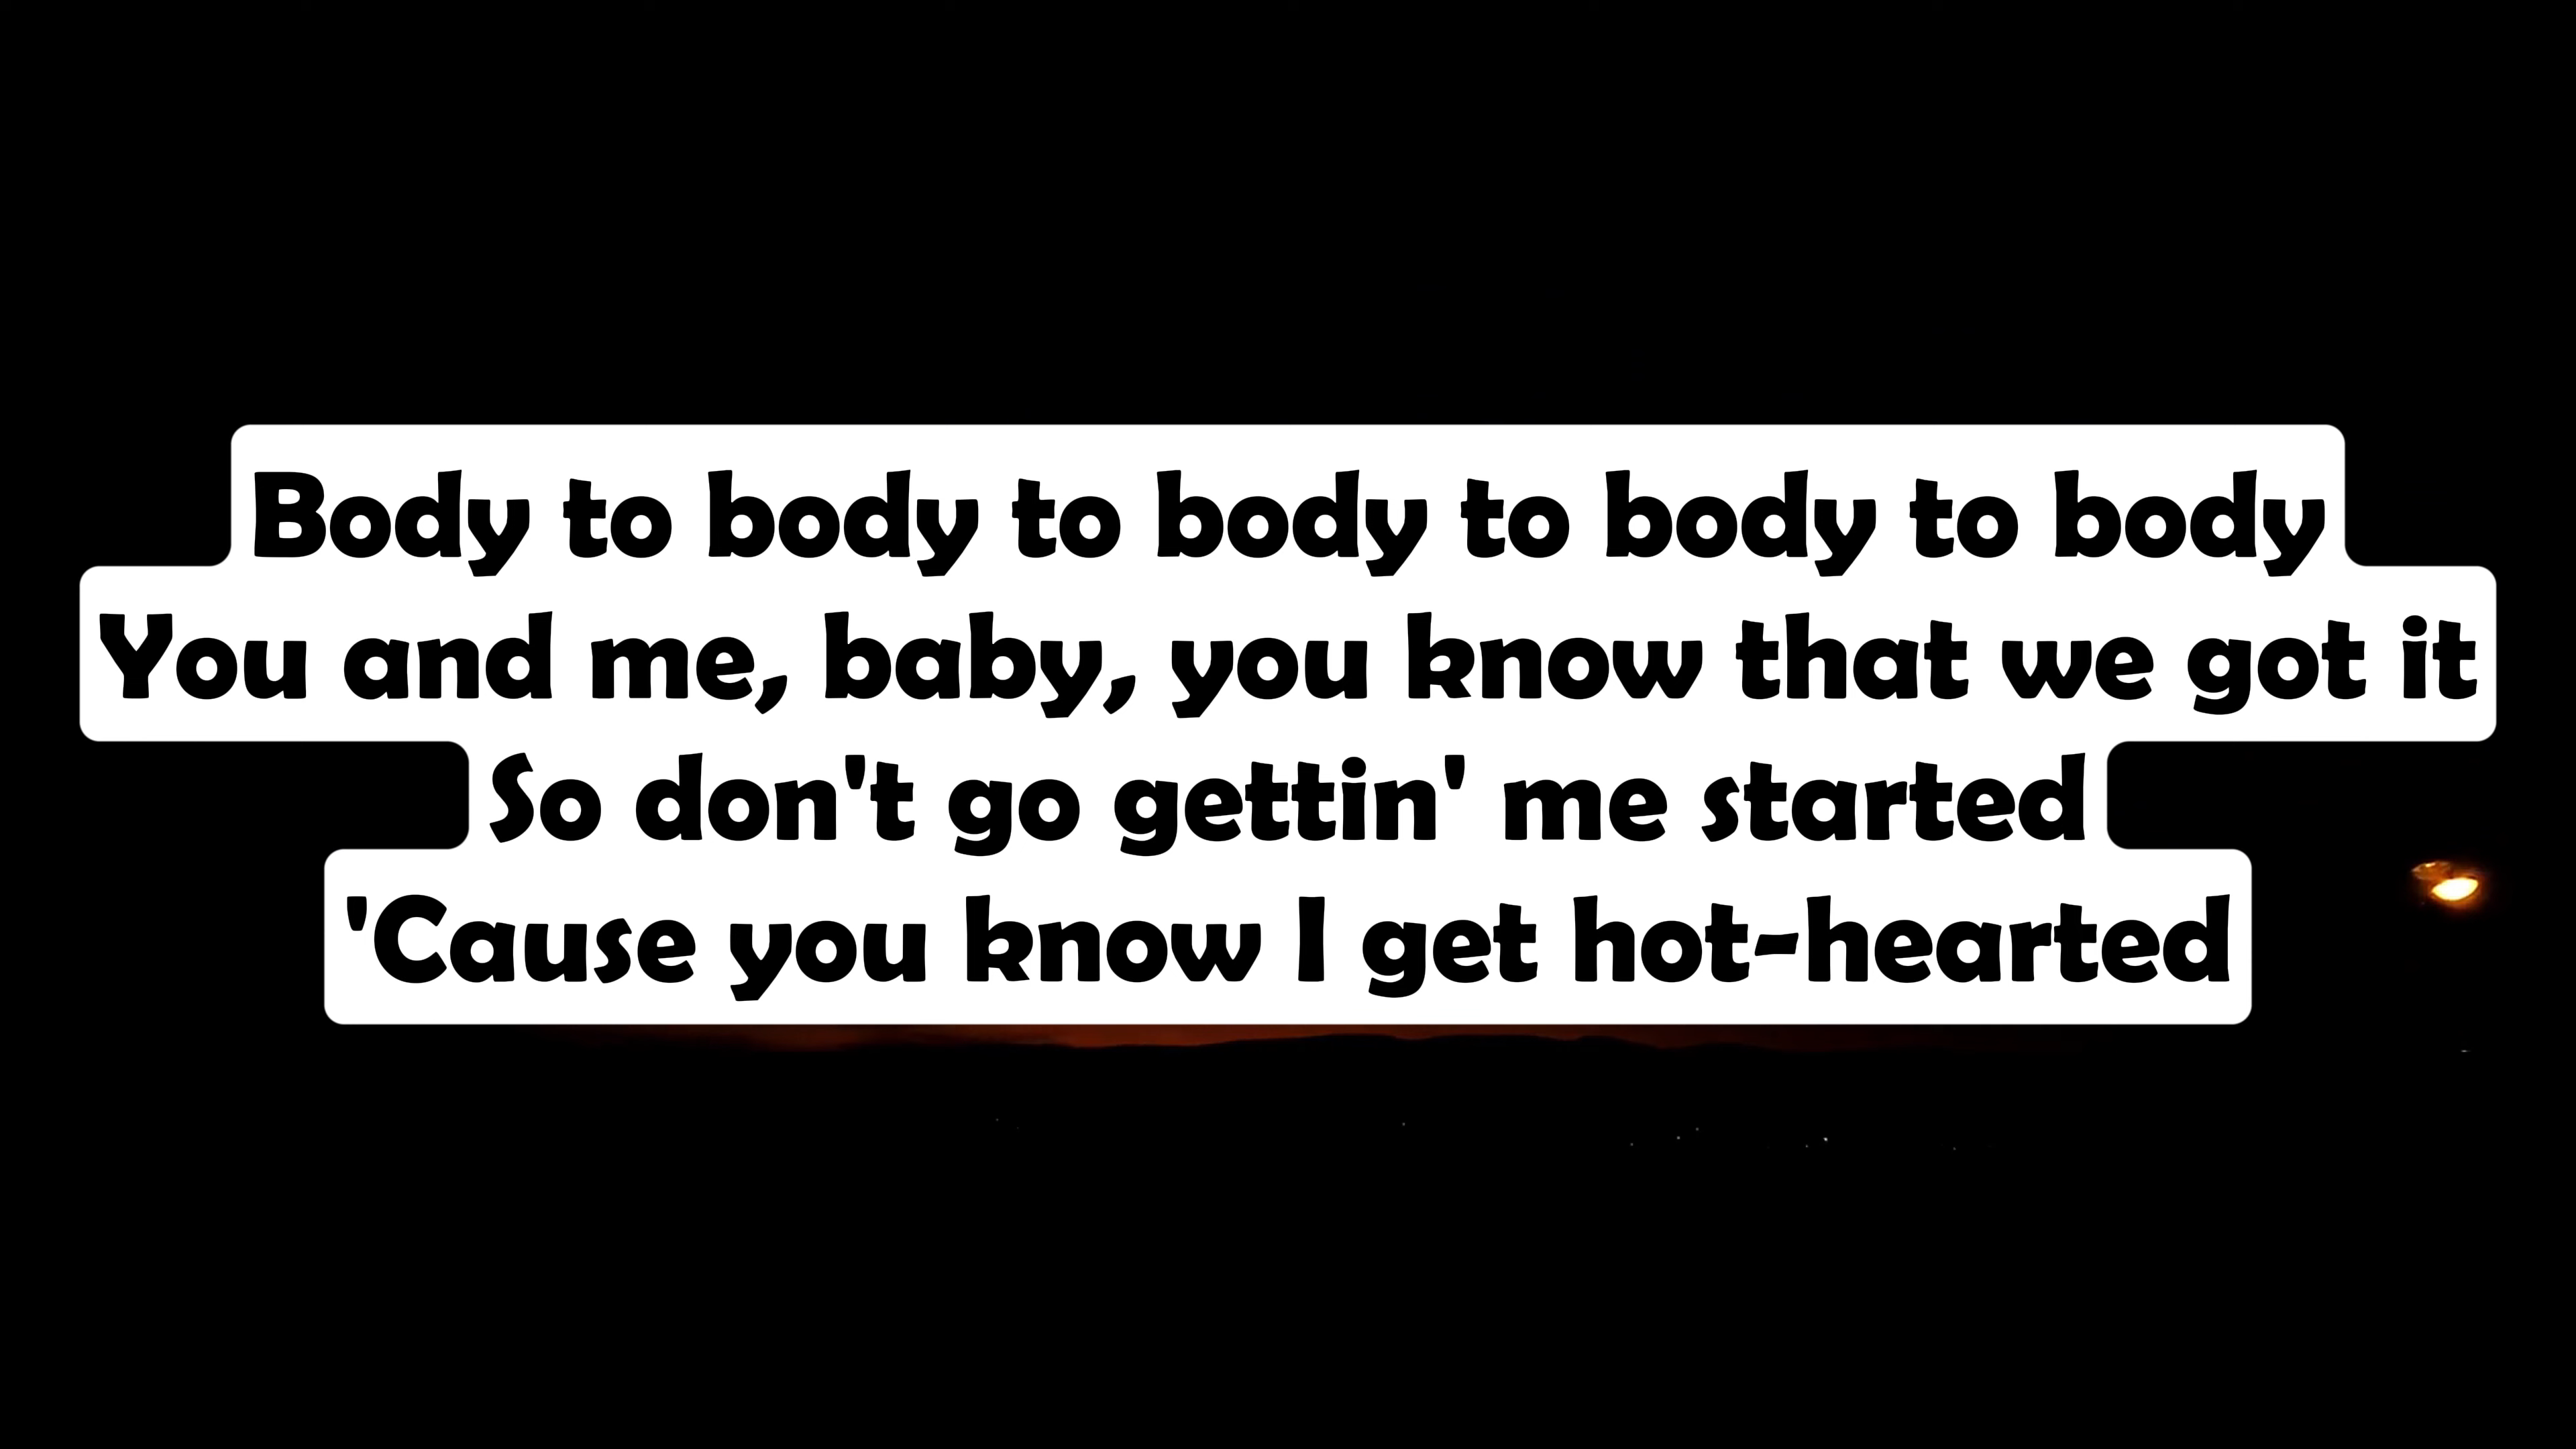 Body to body to body to body to body
You and me, baby, you know that we got it
So don't go gettin' me started
'Cause you know I get hot-hearted